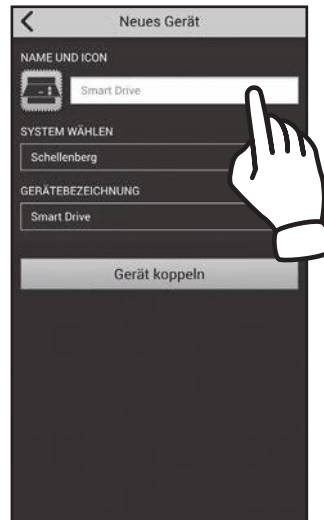 Neues Gerät
NAME UND ICON
Smart Drive
SYSTEM WÄHLEN
Schellenberg
GERÄTEBEZEICHNUNG
Smart Drive
Gerät koppeln